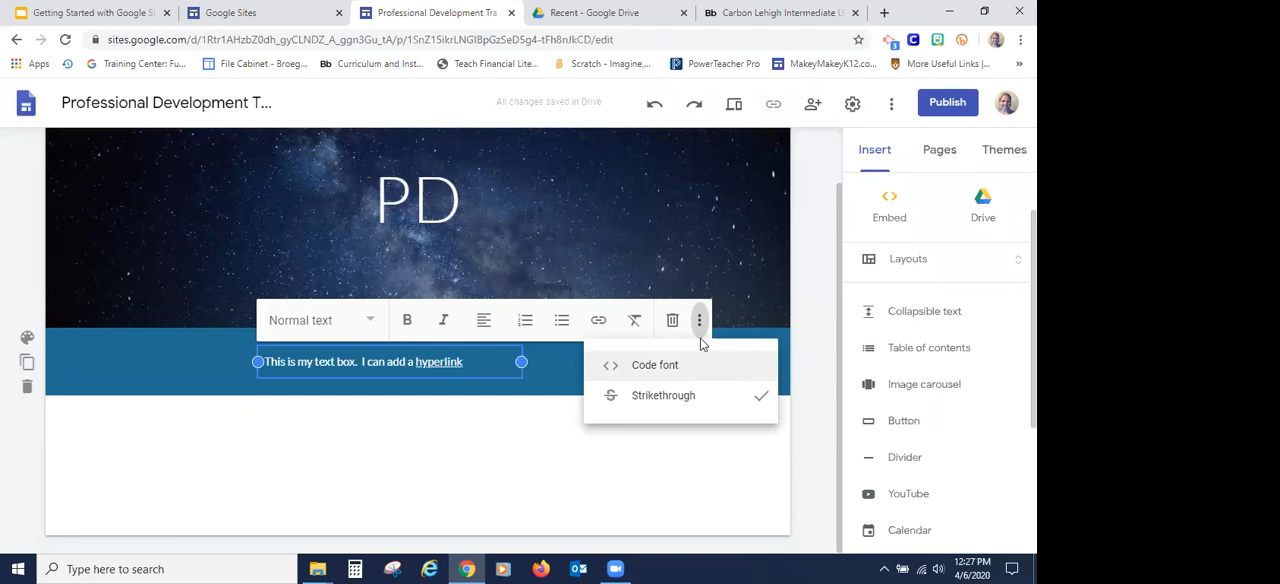 Getting Started with Google Si
Google Sites
Professional Development Tra
Recent - Google Drive
Bb Carbon Lehigh Intermediate U
sites.google.com/d/1Rtr1AHzbZ0dh_gyCLNDZ_A_ggn3Gu_tA/p/1SnZ15ikrLNGI8pGzSeD5g4-tFh8nJkCD/edit
Apps
Training Center: Fu...
File Cabinet - Broeg...
Bb Curriculum and Inst...
Teach Financial Lite...
Scratch - Imagine,...
PowerTeacher Pro
MakeyMakeyK12.co...
More Useful Links |...
Professional Development T...
All changes saved in Drive
Publish
Insert
Pages
Themes
PD
Embed
Drive
Layouts
Normal text
B I
This is my text box. I can add a hyperlink
Code font
Strikethrough
Collapsible text
Table of contents
Image carousel
Button
Divider
YouTube
Calendar
Type here to search
12:27 PM
4/6/2020